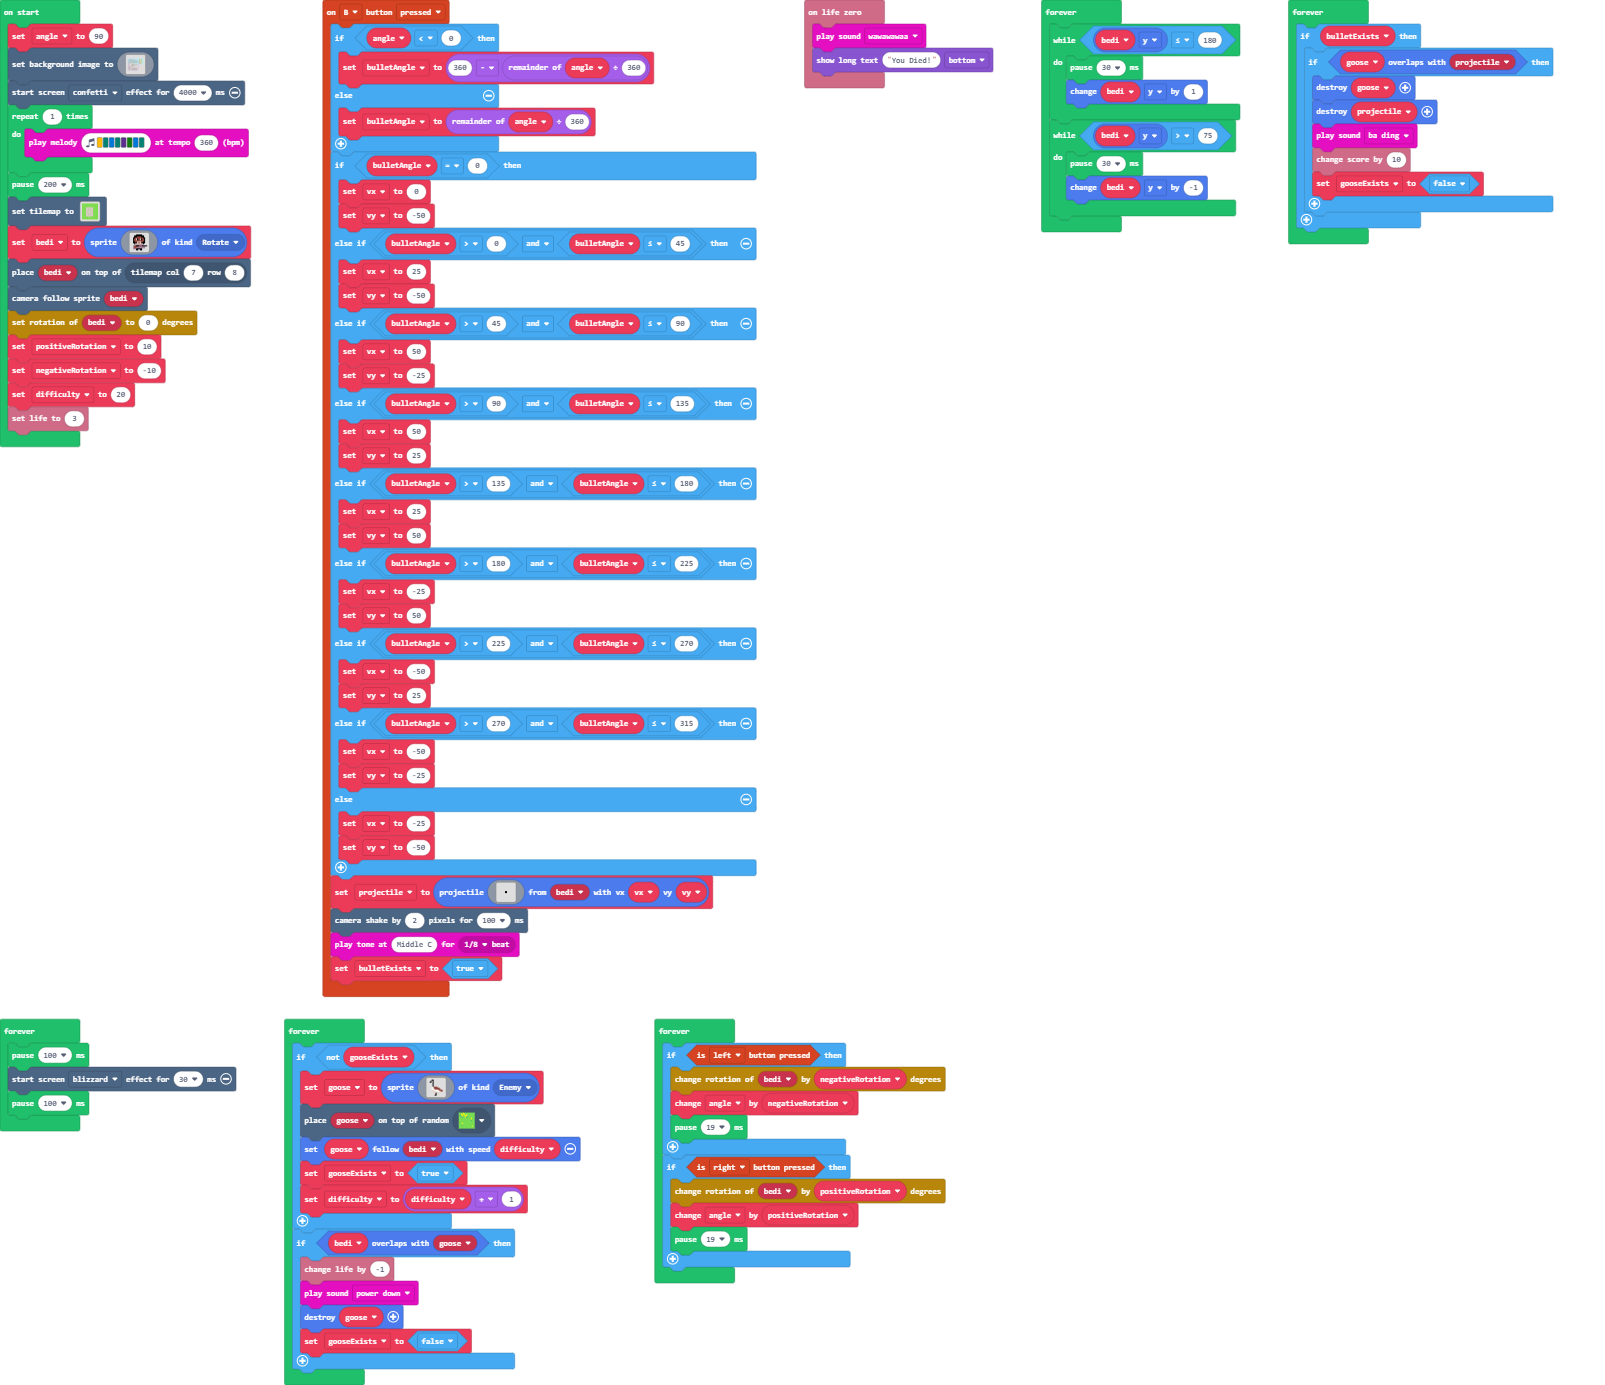 on start
set angle to 90
set background image to
start screen confetti effect for 4000 ms
repeat 1 times
do
play melody at tempo 360 (bpm)
pause 200 ms
set tilemap to
set bedi to sprite of kind Rotate
place bedi on top of tilemap col 7 row 8
camera follow sprite bedi
set rotation of bedi to 0 degrees
set positiveRotation to 10
set negativeRotation to -10
set difficulty to 20
set life to 3
on B button pressed
if angle < 0 then
set bulletAngle to 360 - remainder of angle ÷ 360
else
set bulletAngle to remainder of angle ÷ 360
if bulletAngle = 0 then
set vx to 0
set vy to -50
else if bulletAngle > 0 and bulletAngle ≤ 45 then
set vx to 25
set vy to -50
else if bulletAngle > 45 and bulletAngle ≤ 90 then
set vx to 50
set vy to -25
else if bulletAngle > 90 and bulletAngle ≤ 135 then
set vx to 50
set vy to 25
else if bulletAngle > 135 and bulletAngle ≤ 180 then
set vx to 25
set vy to 50
else if bulletAngle > 180 and bulletAngle ≤ 225 then
set vx to -25
set vy to 50
else if bulletAngle > 225 and bulletAngle ≤ 270 then
set vx to -50
set vy to 25
else if bulletAngle > 270 and bulletAngle ≤ 315 then
set vx to -50
set vy to -25
else
set vx to -25
set vy to -50
set projectile to projectile from bedi with vx vx vy vy
camera shake by 2 pixels for 100 ms
play tone at Middle C for 1/8 beat
set bulletExists to true
on life zero
play sound wawawawaa
show long text "You Died!" bottom
forever
while bedi y ≤ 180
do
pause 30 ms
change bedi y by 1
while bedi y > 75
do
pause 30 ms
change bedi y by -1
forever
if bulletExists then
if goose overlaps with projectile then
destroy goose
destroy projectile
play sound ba ding
change score by 10
set gooseExists to false
forever
pause 100 ms
start screen blizzard effect for 30 ms
pause 100 ms
forever
if not gooseExists then
set goose to sprite of kind Enemy
place goose on top of random
set goose follow bedi with speed difficulty
set gooseExists to true
set difficulty to difficulty + 1
if bedi overlaps with goose then
change life by -1
play sound power down
destroy goose
set gooseExists to false
forever
if is left button pressed then
change rotation of bedi by negativeRotation degrees
change angle by negativeRotation
pause 19 ms
if is right button pressed then
change rotation of bedi by positiveRotation degrees
change angle by positiveRotation
pause 19 ms